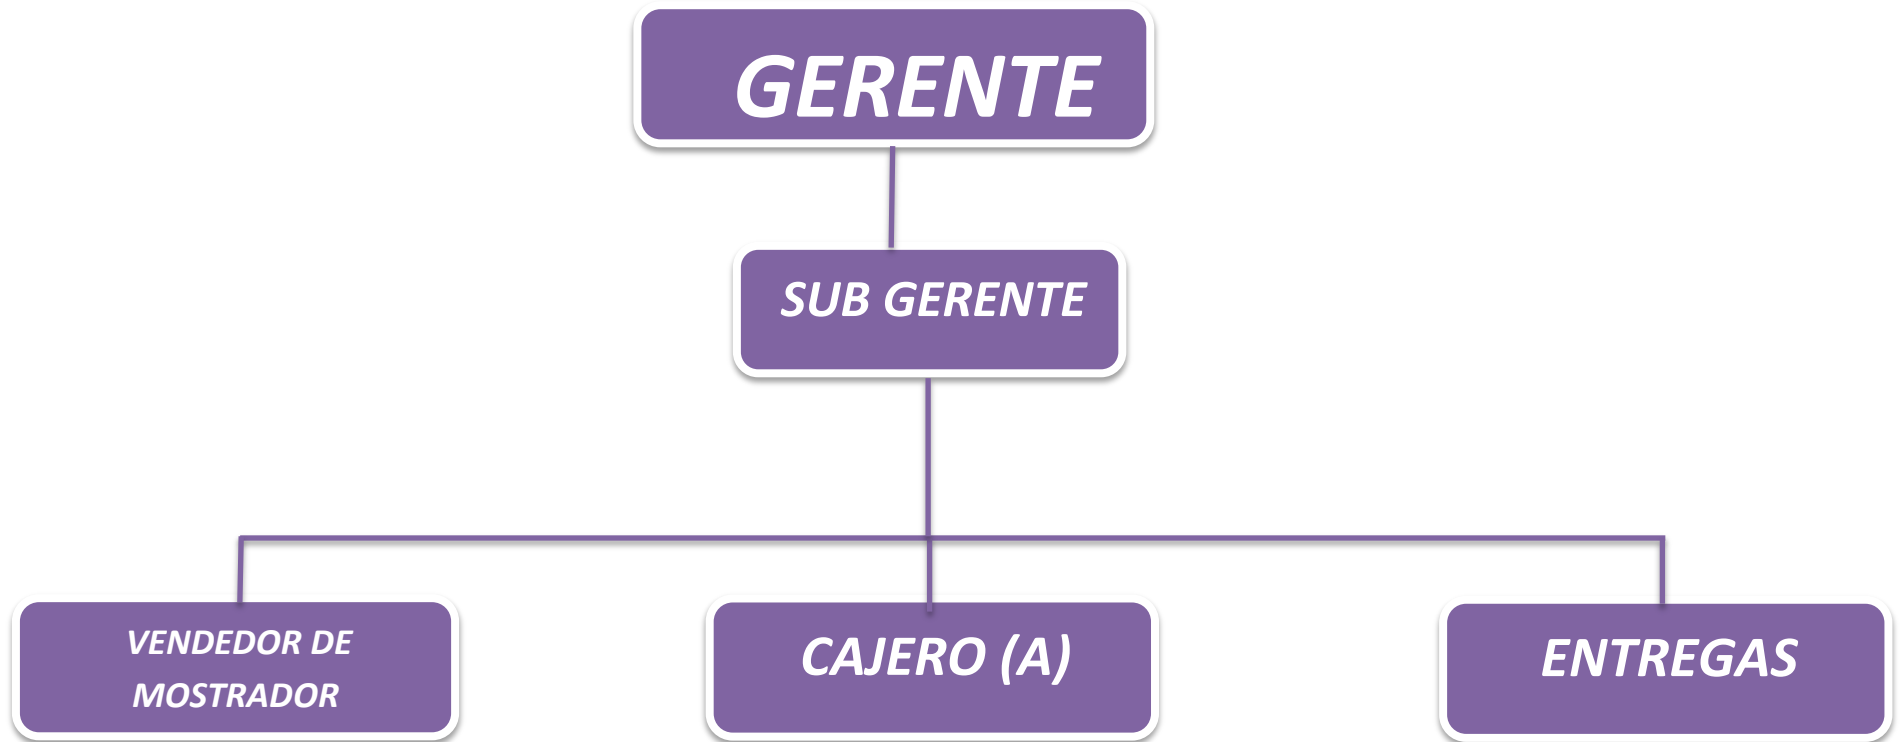 GERENTE
SUB GERENTE
VENDEDOR DE
MOSTRADOR
CAJERO (A)
ENTREGAS